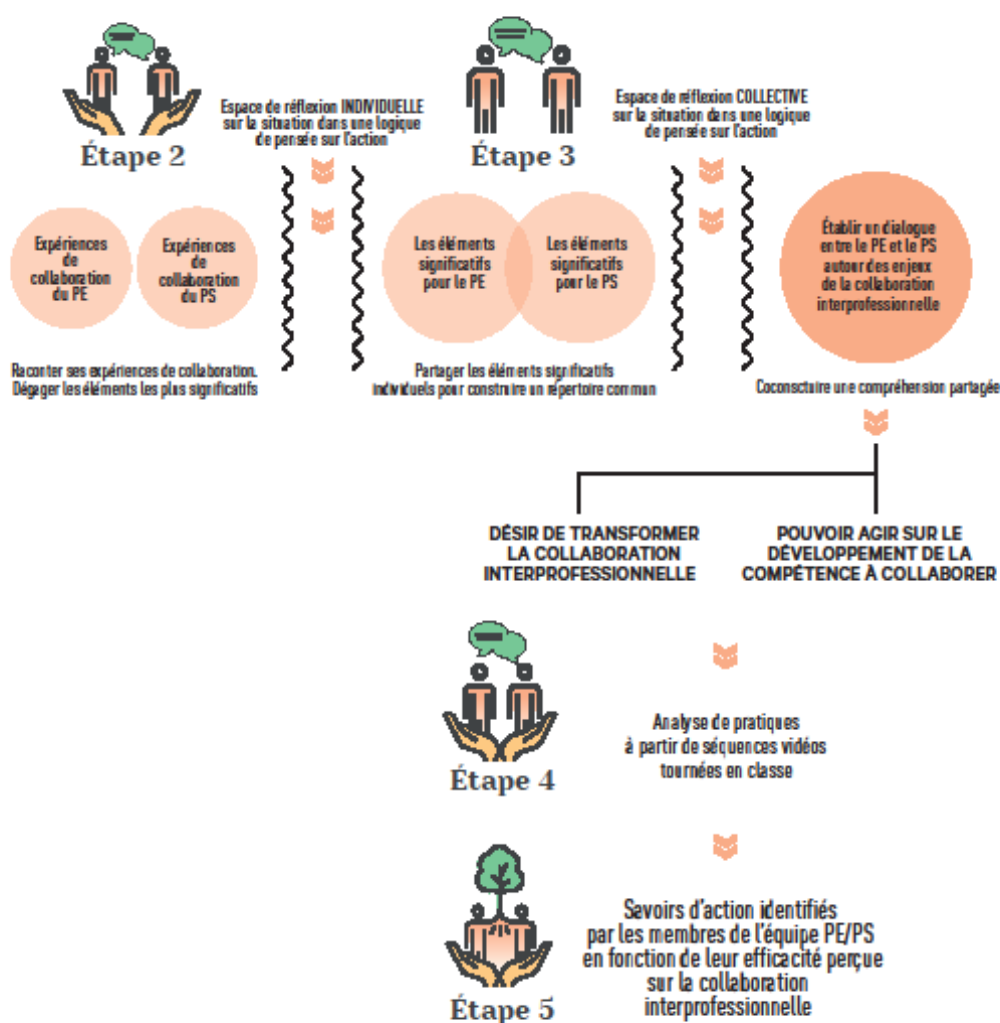 Étape 2
Espace de réflexion INDIVIDUELLE
sur la situation dans une logique
de pensée sur l'action
Étape 3
Espace de réflexion COLLECTIVE
sur la situation dans une logique
de pensée sur l'action
Expériences
de
collaboration
du PE
Expériences
de
collaboration
du PS
Raconter ses expériences de collaboration.
Dégager les éléments les plus significatifs
Les éléments
significatifs
pour le PE
Les éléments
significatifs
pour le PS
Partager les éléments significatifs
individuels pour construire un répertoire commun
Établir un dialogue
entre le PE et le PS
autour des enjeux
de la collaboration
interprofessionnelle
Coconsctuire une compréhension partagée
DÉSIR DE TRANSFORMER
LA COLLABORATION
INTERPROFESSIONNELLE
POUVOIR AGIR SUR LE
DÉVELOPPEMENT DE LA
COMPÉTENCE À COLLABORER
Étape 4
Analyse de pratiques
à partir de séquences vidéos
tournées en classe
Étape 5
Savoirs d'action identifiés
par les membres de l'équipe PE/PS
en fonction de leur efficacité perçue
sur la collaboration
interprofessionnelle